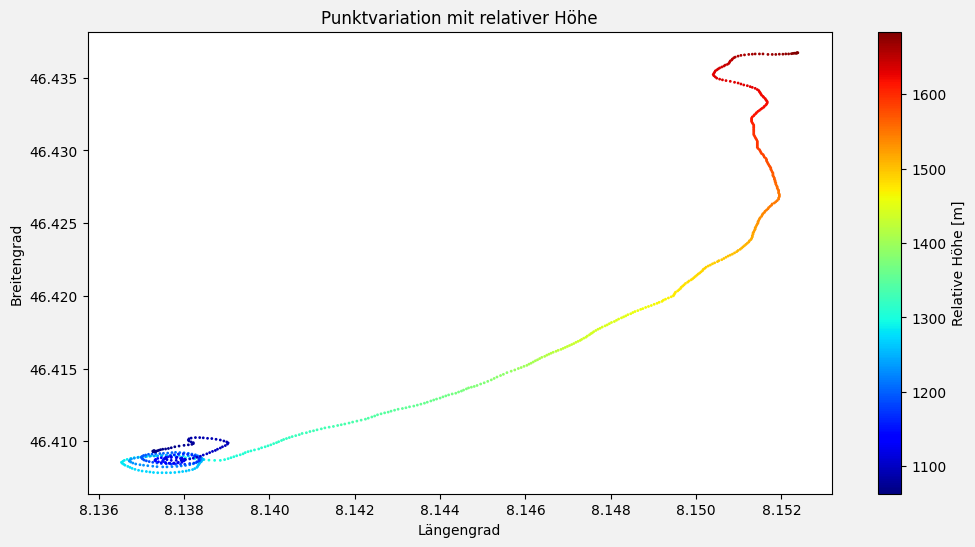 Punktvariation mit relativer Höhe
46.435
46.430
46.425
46.420
46.415
46.410
Breitengrad
8.136 8.138 8.140 8.142 8.144 8.146 8.148 8.150 8.152
Längengrad
1600
1500
1400
1300
1200
1100
Relative Höhe [m]